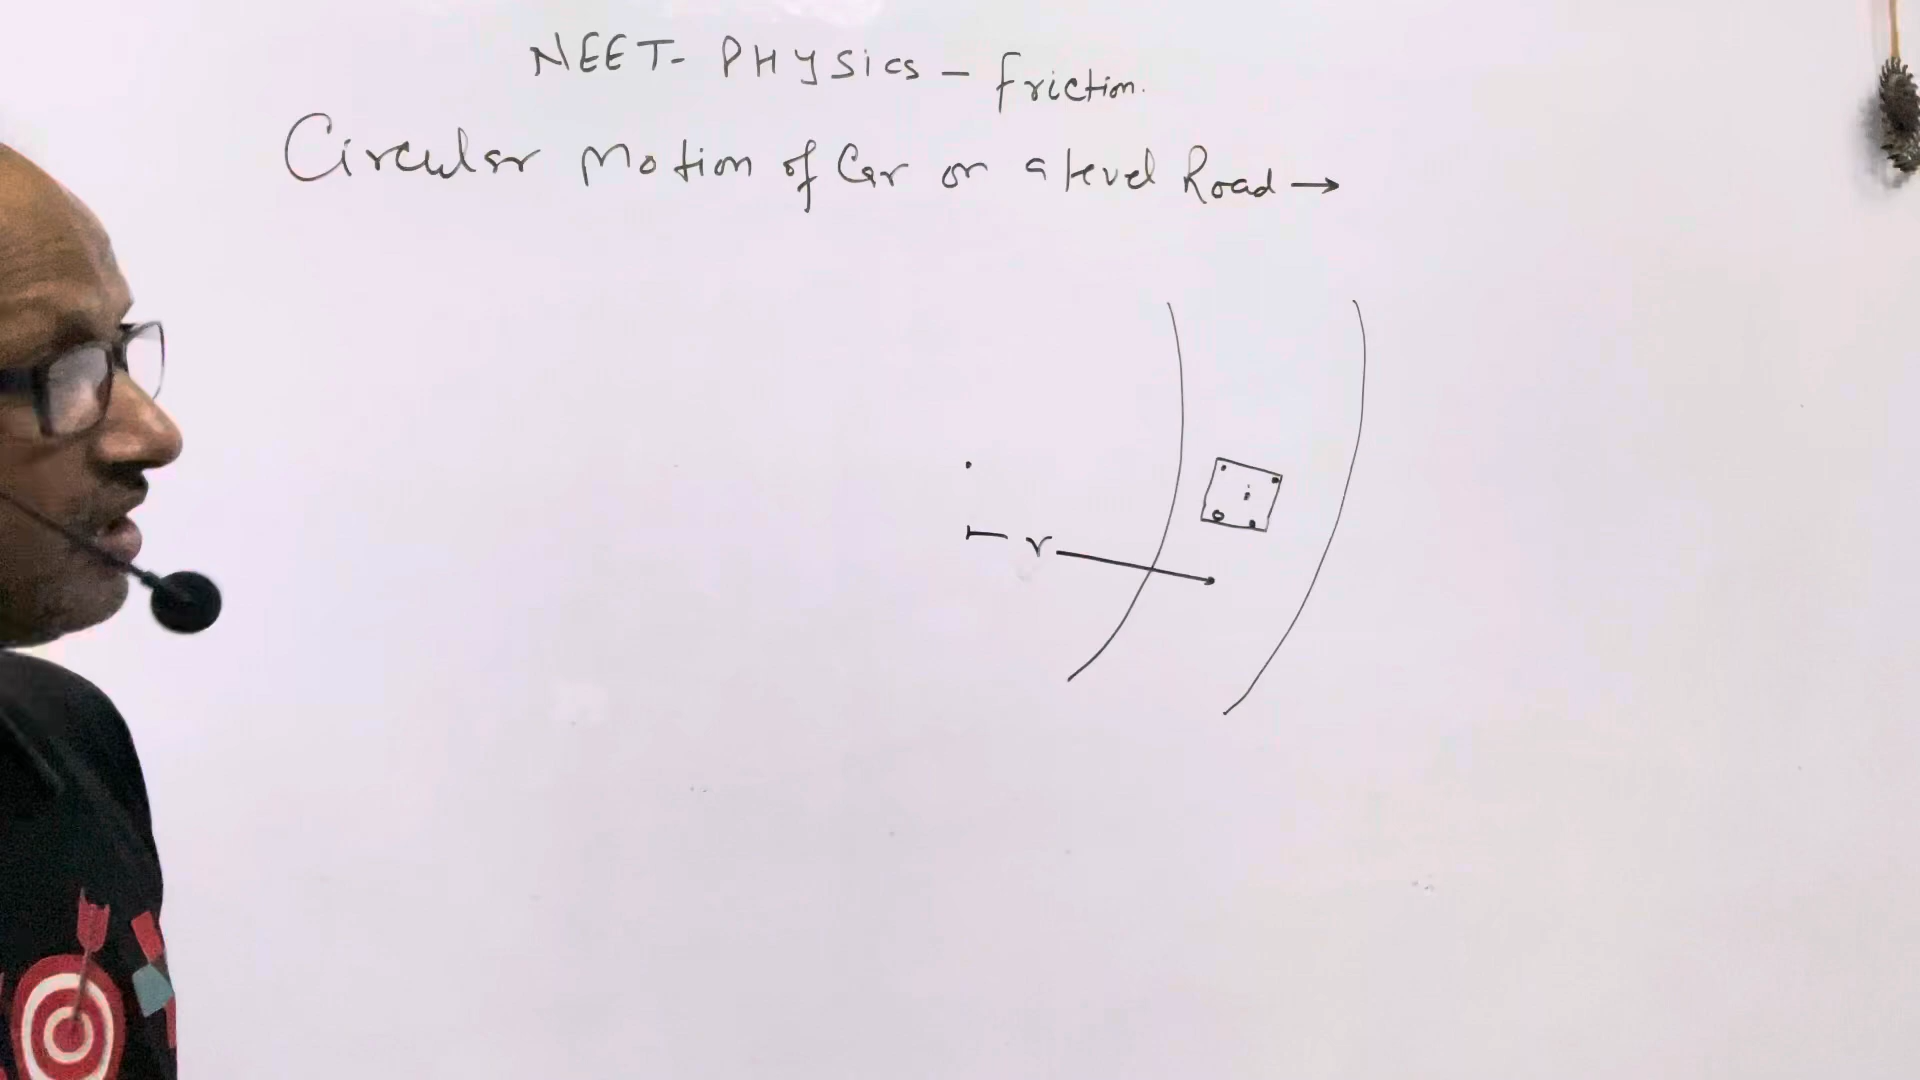 NEET- PHYSics - friction.
Circular Motion of Car on a level Road →
r